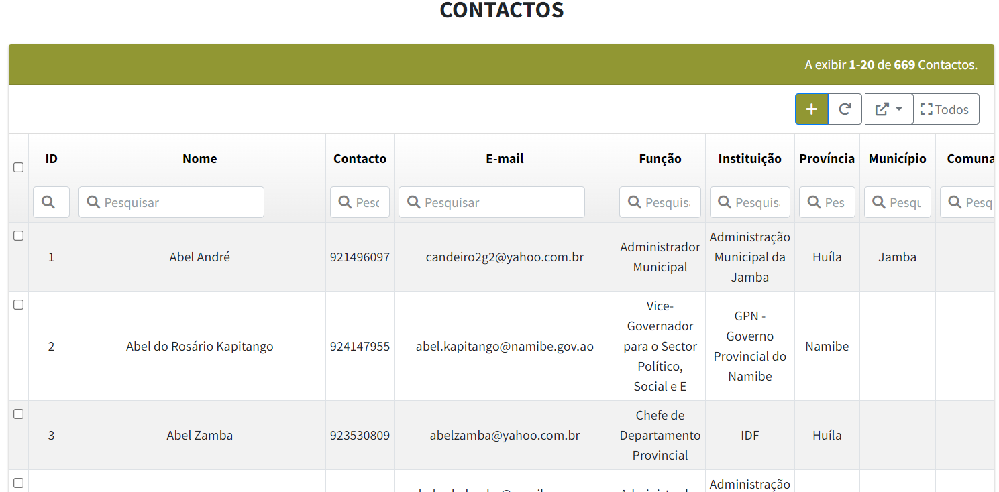 CONTACTOS
A exibir 1-20 de 669 Contactos.
Todos
ID Nome Contacto E-mail Função Instituição Província Município Comuna
Pesquisar Pesc Pesquisar Pesquisa Pesquis Pes Pesqu Pesq
1 Abel André 921496097 candeiro2g2@yahoo.com.br Administrador Municipal Administração Municipal da Jamba Huíla Jamba
2 Abel do Rosário Kapitango 924147955 abel.kapitango@namibe.gov.ao Vice-Governador para o Sector Político, Social e E GPN - Governo Provincial do Namibe Namibe
3 Abel Zamba 923530809 abelzamba@yahoo.com.br Chefe de Departamento Provincial IDF Huíla
Administração